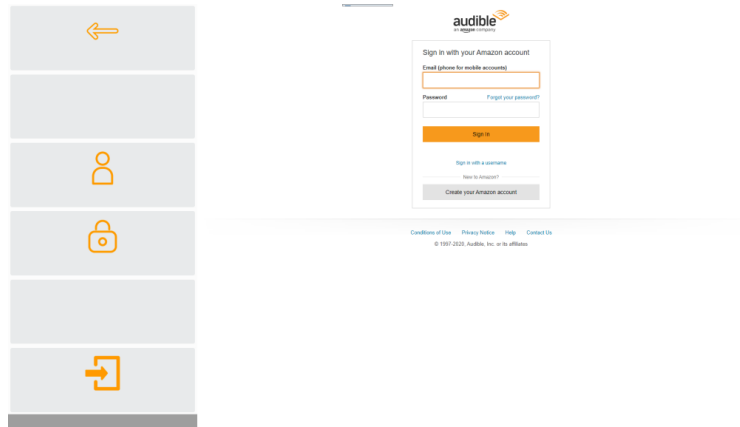 audible
an amazon company
Sign in with your Amazon account
Email (phone for mobile accounts)
Password Forgot your password?
Sign in
Sign in with a username
New to Amazon?
Create your Amazon account
Conditions of Use Privacy Notice Help Contact Us
© 1997-2020, Audible, Inc. or its affiliates